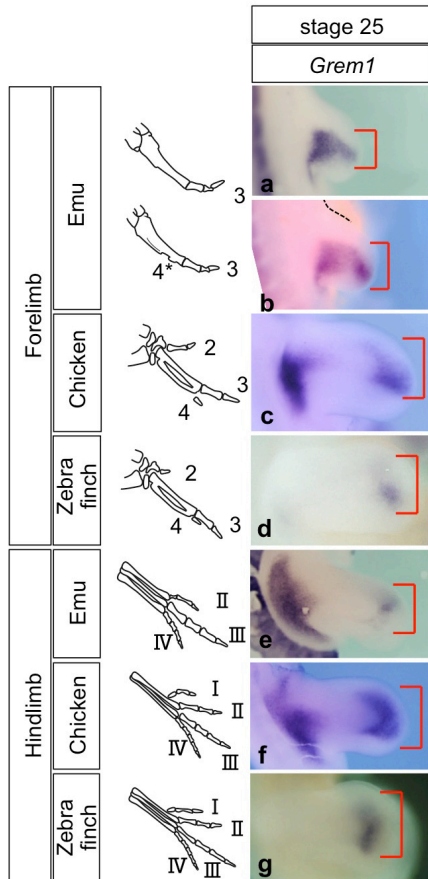 stage 25
Grem1
Forelimb
Emu
3
a
4*
3
b
Chicken
2
3
4
c
Zebra
finch
2
4
3
d
Hindlimb
Emu
II
III
IV
e
Chicken
I
II
III
IV
f
Zebra
finch
I
II
III
IV
g